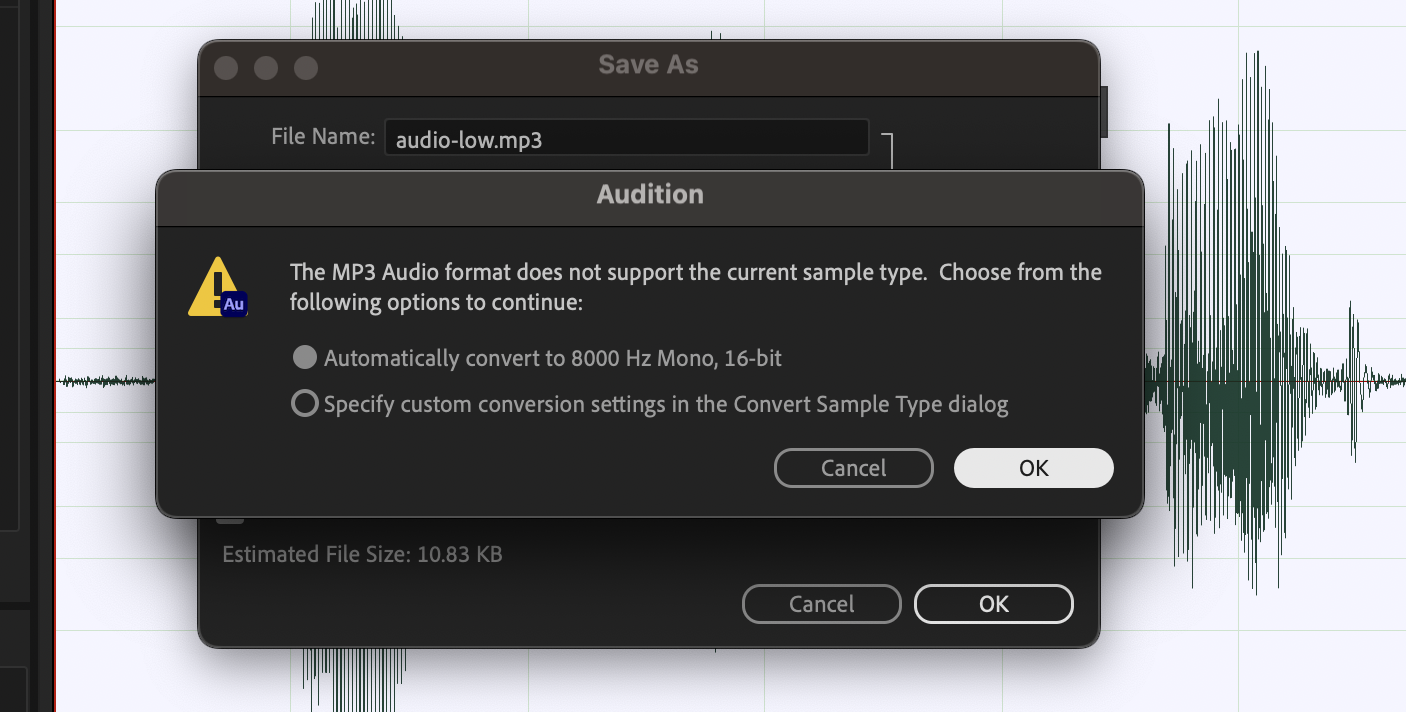 Save As
File Name: audio-low.mp3
Audition
The MP3 Audio format does not support the current sample type.  Choose from the
following options to continue:
Au
Automatically convert to 8000 Hz Mono, 16-bit
Specify custom conversion settings in the Convert Sample Type dialog
Cancel OK
Estimated File Size: 10.83 KB
Cancel OK